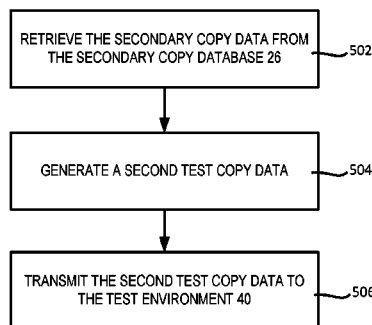 RETRIEVE THE SECONDARY COPY DATA FROM
THE SECONDARY COPY DATABASE 26
502
GENERATE A SECOND TEST COPY DATA
504
TRANSMIT THE SECOND TEST COPY DATA TO
THE TEST ENVIRONMENT 40
506